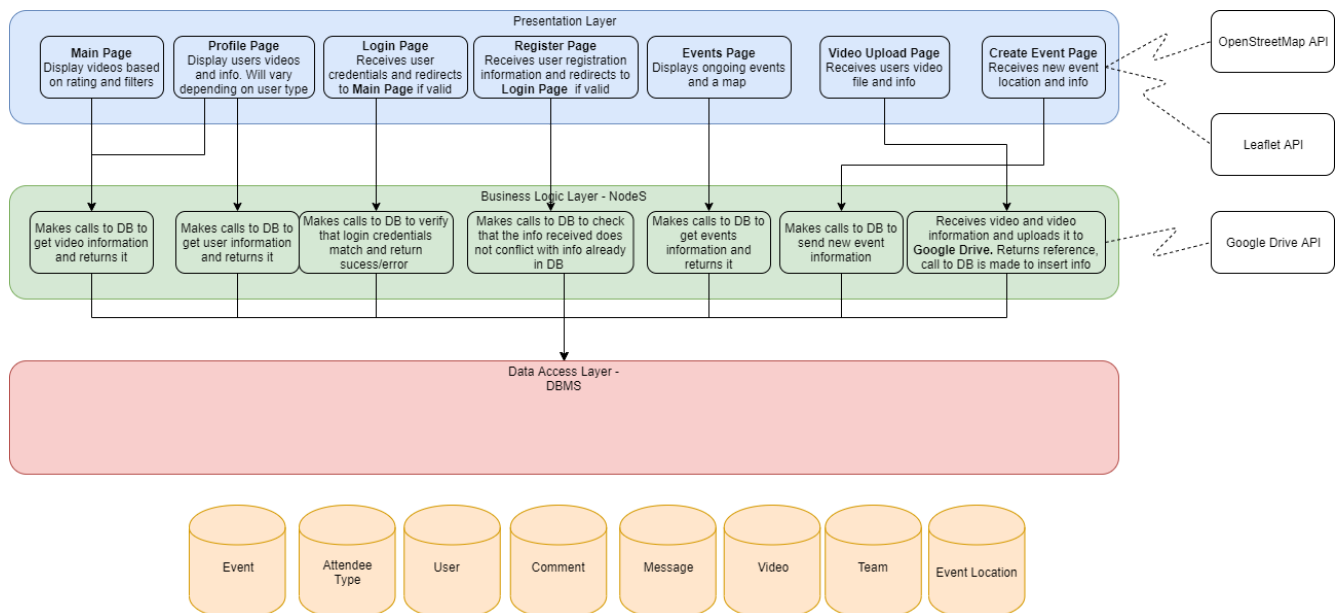 Presentation Layer
Main Page
Display videos based
on rating and filters
Profile Page
Display users videos
and info. Will vary
depending on user type
Login Page
Receives user
credentials and redirects
to Main Page if valid
Register Page
Receives user registration
information and redirects to
Login Page if valid
Events Page
Displays ongoing events
and a map
Video Upload Page
Receives users video
file and info
Create Event Page
Receives new event
location and info
OpenStreetMap API
Leaflet API
Business Logic Layer - NodeS
Makes calls to DB to
get video information
and returns it
Makes calls to DB to
get user information
and returns it
Makes calls to DB to verify
that login credentials
match and return
sucess/error
Makes calls to DB to check
that the info received does
not conflict with info already
in DB
Makes calls to DB to
get events
information and
returns it
Makes calls to DB to
send new event
information
Receives video and video
information and uploads it to
Google Drive. Returns reference,
call to DB is made to insert info
Google Drive API
Data Access Layer -
DBMS
Event
Attendee
Type
User
Comment
Message
Video
Team
Event Location